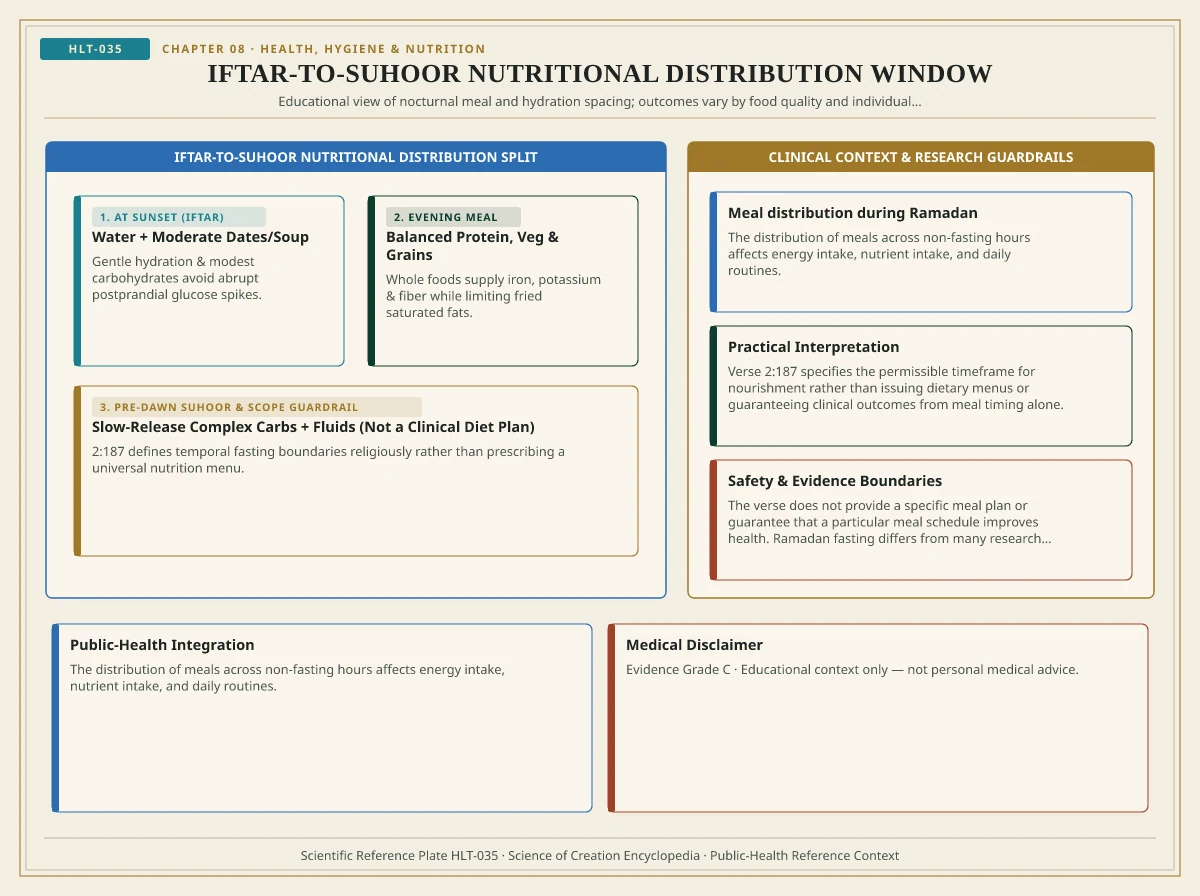 HLT-035
CHAPTER 08 · HEALTH, HYGIENE & NUTRITION
IFTAR-TO-SUHOOR NUTRITIONAL DISTRIBUTION WINDOW
Educational view of nocturnal meal and hydration spacing; outcomes vary by food quality and individual...
IFTAR-TO-SUHOOR NUTRITIONAL DISTRIBUTION SPLIT
1. AT SUNSET (IFTAR)
Water + Moderate Dates/Soup
Gentle hydration & modest
carbohydrates avoid abrupt
postprandial glucose spikes.
2. EVENING MEAL
Balanced Protein, Veg &
Grains
Whole foods supply iron, potassium
& fiber while limiting fried
saturated fats.
3. PRE-DAWN SUHOOR & SCOPE GUARDRAIL
Slow-Release Complex Carbs + Fluids (Not a Clinical Diet Plan)
2:187 defines temporal fasting boundaries religiously rather than prescribing a
universal nutrition menu.
CLINICAL CONTEXT & RESEARCH GUARDRAILS
Meal distribution during Ramadan
The distribution of meals across non-fasting hours
affects energy intake, nutrient intake, and daily
routines.
Practical Interpretation
Verse 2:187 specifies the permissible timeframe for
nourishment rather than issuing dietary menus or
guaranteeing clinical outcomes from meal timing alone.
Safety & Evidence Boundaries
The verse does not provide a specific meal plan or
guarantee that a particular meal schedule improves
health. Ramadan fasting differs from many research...
Public-Health Integration
The distribution of meals across non-fasting hours affects energy intake,
nutrient intake, and daily routines.
Medical Disclaimer
Evidence Grade C · Educational context only — not personal medical advice.
Scientific Reference Plate HLT-035 · Science of Creation Encyclopedia · Public-Health Reference Context